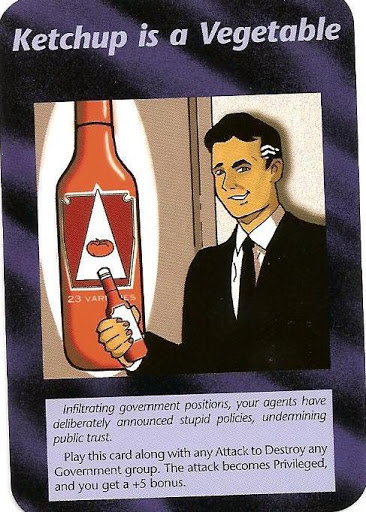 Ketchup is a Vegetable
23 VARIETIES
Infiltrating government positions, your agents have
deliberately announced stupid policies, undermining
public trust.
Play this card along with any Attack to Destroy any
Government group. The attack becomes Privileged,
and you get a +5 bonus.